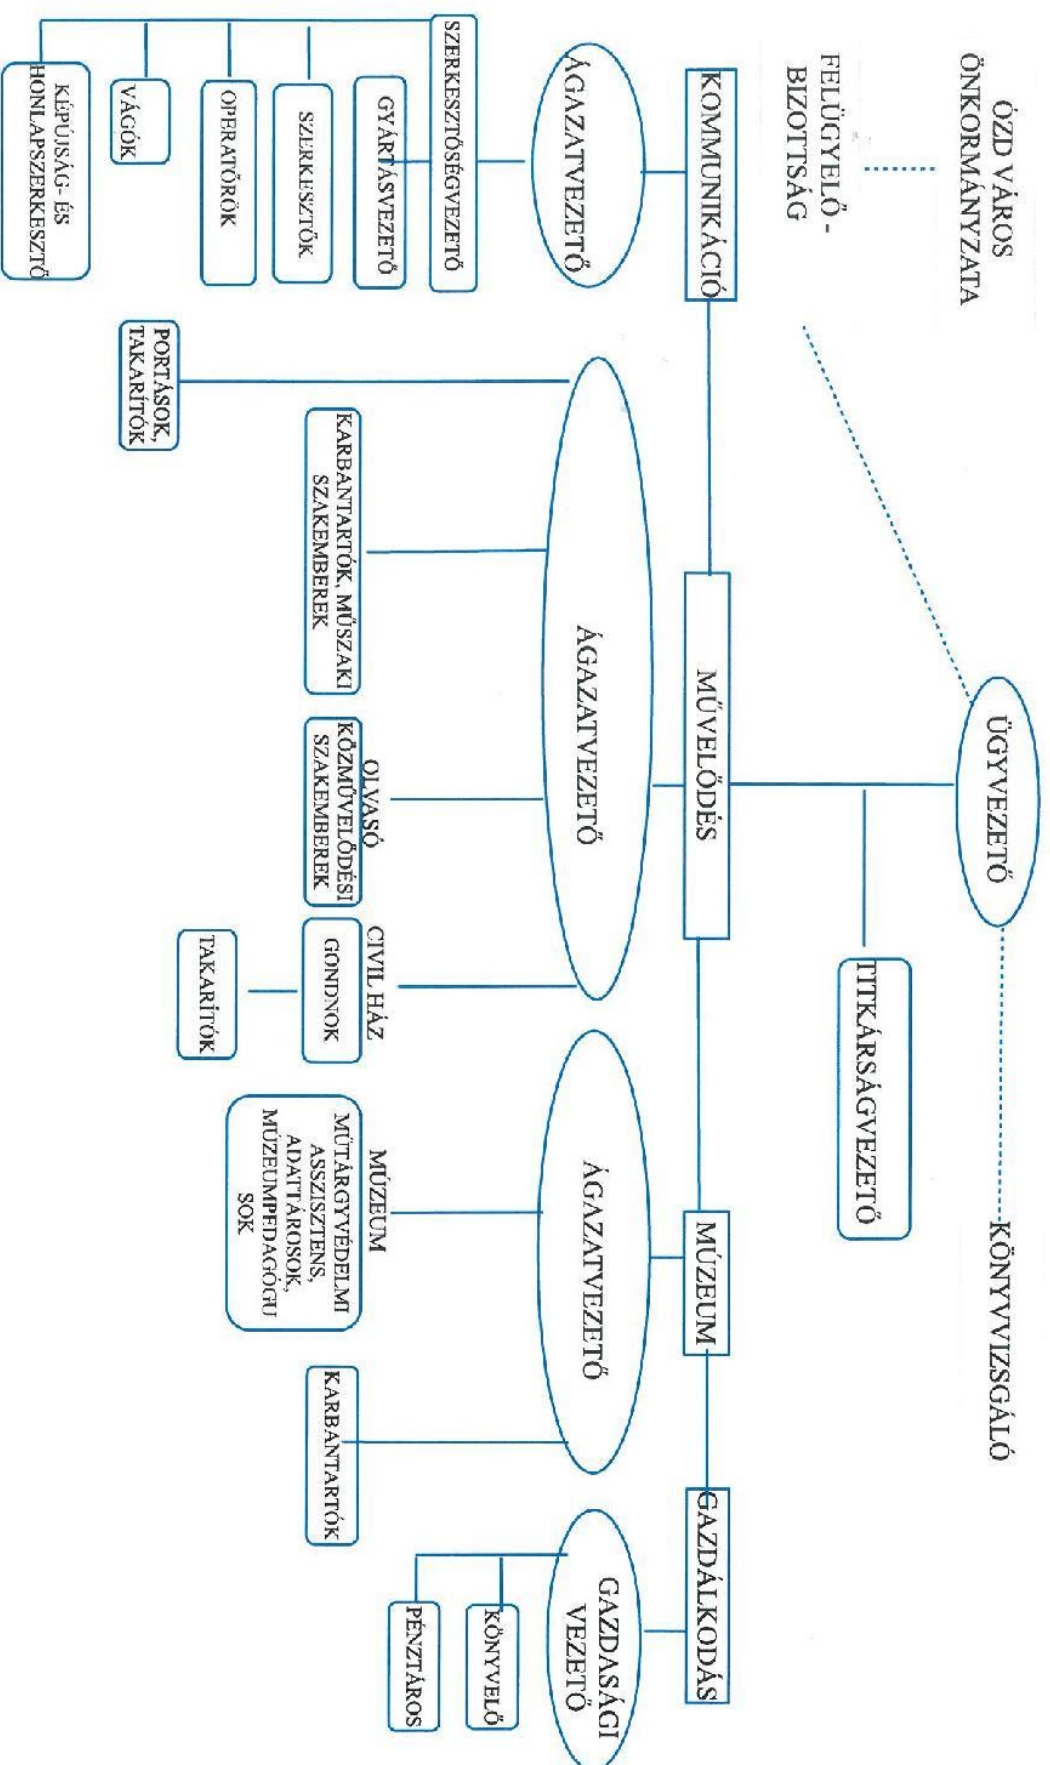 ÓZD VÁROS
ÖNKORMÁNYZATA
FELÜGYELŐ -
BIZOTTSÁG
ÜGYVEZETŐ
KÖNYVVIZSGÁLÓ
TITKÁRSÁGVEZETŐ
KOMMUNIKÁCIÓ
MŰVELŐDÉS
MÚZEUM
GAZDÁLKODÁS
ÁGAZATVEZETŐ
ÁGAZATVEZETŐ
ÁGAZATVEZETŐ
GAZDASÁGI
VEZETŐ
SZERKESZTŐSÉGVEZETŐ
GYÁRTÁSVEZETŐ
SZERKESZTŐK
OPERATŐRÖK
VÁGÓK
KÉPÚJSÁG- ÉS
HONLAPSZERKESZTŐ
PORTÁSOK,
TAKARÍTÓK
KARBANTARTÓK, MŰSZAKI
SZAKEMBEREK
OLVASÓ
KÖZMŰVELŐDÉSI
SZAKEMBEREK
CIVIL HÁZ
GONDNOK
TAKARÍTÓK
MÚZEUM
MŰTÁRGYVÉDELMI
ASSZISZTENS,
ADATTÁROSOK,
MÚZEUMPEDAGÓGU
SOK
KARBANTARTÓK
KÖNYVELŐ
PÉNZTÁROS